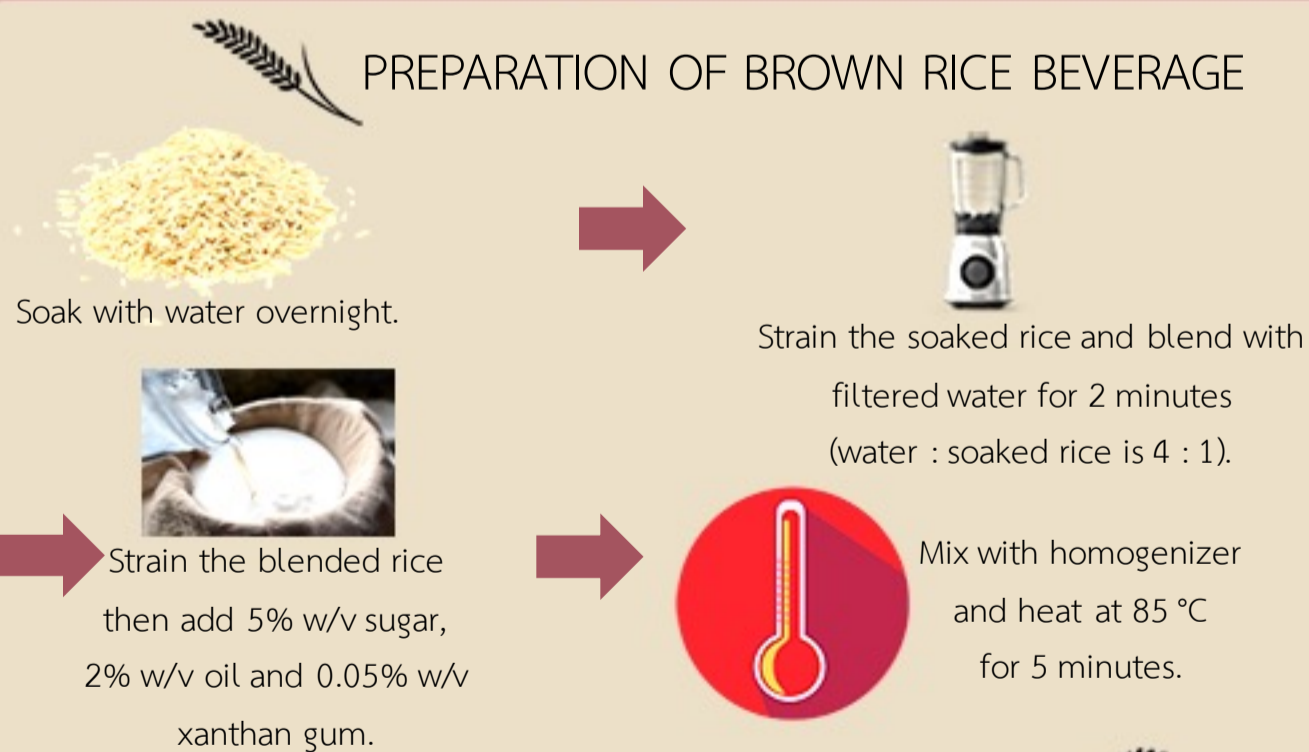 PREPARATION OF BROWN RICE BEVERAGE
Soak with water overnight.
Strain the soaked rice and blend with
filtered water for 2 minutes
(water : soaked rice is 4 : 1).
Strain the blended rice
then add 5% w/v sugar,
2% w/v oil and 0.05% w/v
xanthan gum.
Mix with homogenizer
and heat at 85 °C
for 5 minutes.